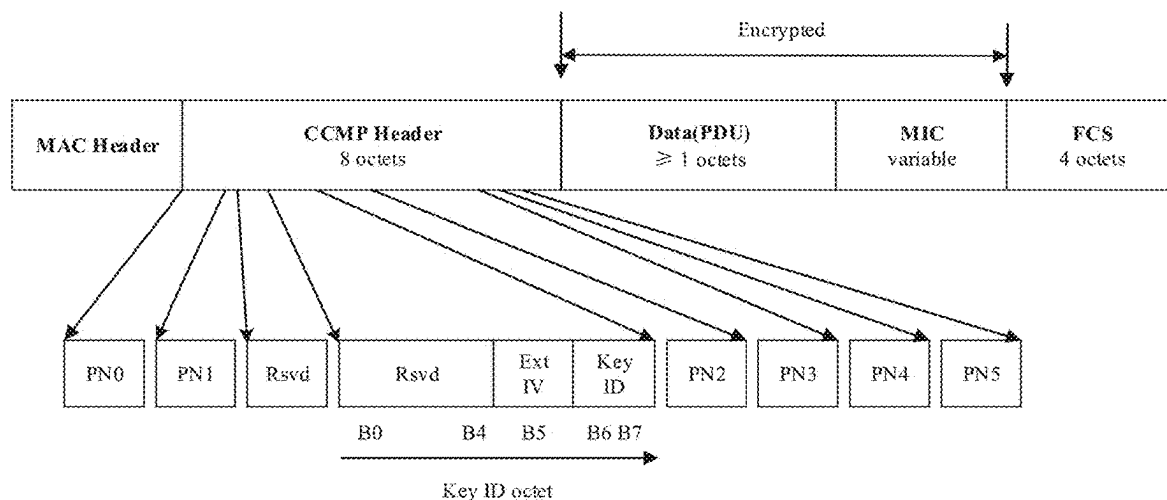 Encrypted
MAC Header
CCMP Header
8 octets
Data(PDU)
≥ 1 octets
MIC
variable
FCS
4 octets
PN0
PN1
Rsvd
Rsvd
Ext
IV
Key
ID
PN2
PN3
PN4
PN5
B0
B4
B5
B6 B7
Key ID octet